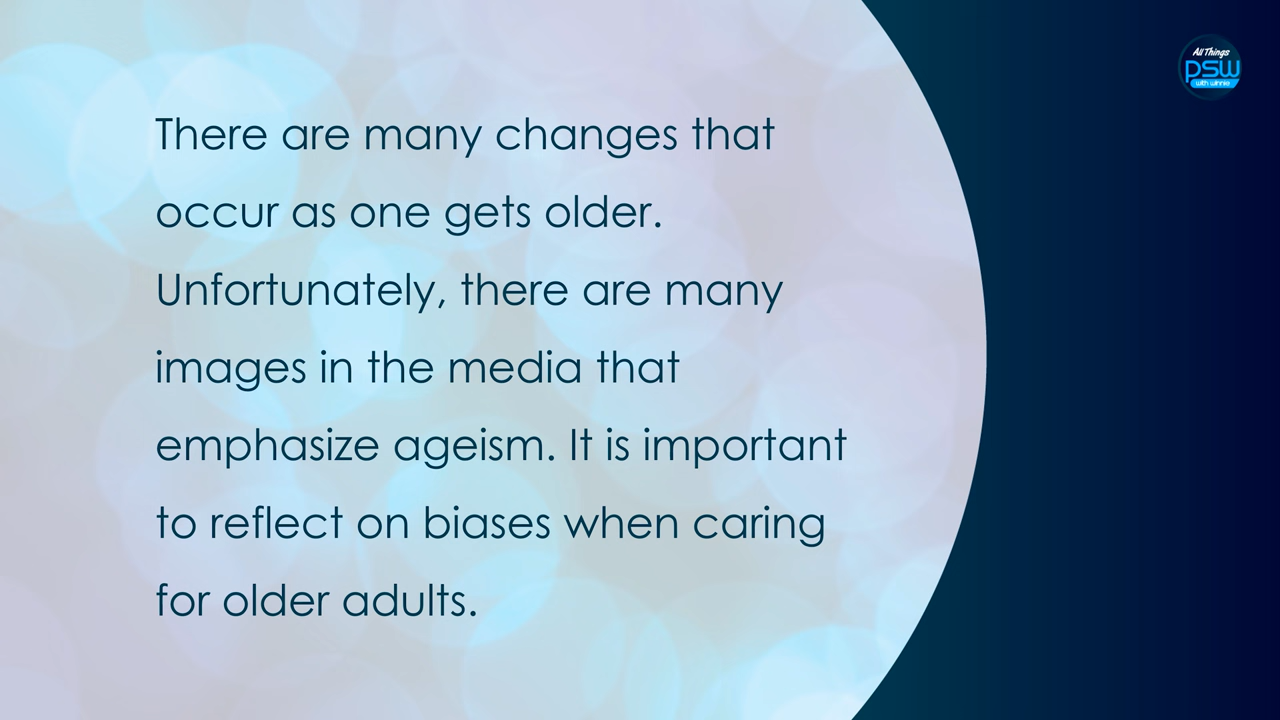 All Things
PSW
with winnie
There are many changes that
occur as one gets older.
Unfortunately, there are many
images in the media that
emphasize ageism. It is important
to reflect on biases when caring
for older adults.